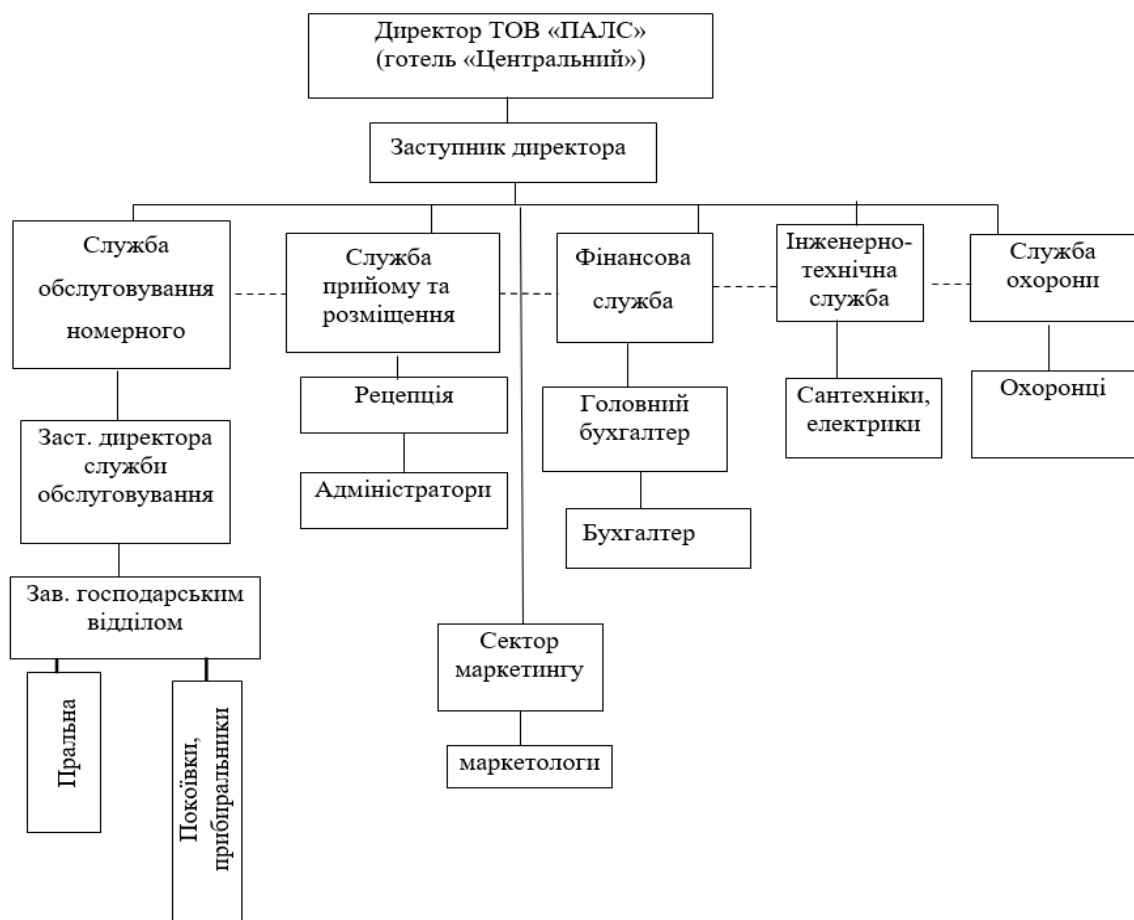 Директор ТОВ «ПАЛС»
(готель «Центральний»)
Заступник директора
Служба
обслуговування
номерного
Служба
прийому та
розміщення
Фінансова
служба
Інженерно-
технічна
служба
Служба
охорони
Рецепція
Адміністратори
Головний
бухгалтер
Бухгалтер
Сантехніки,
електрики
Охоронці
Заст. директора
служби
обслуговування
Зав. господарським
відділом
Пральна
Покоївки,
прибиральники
Сектор
маркетингу
маркетологи